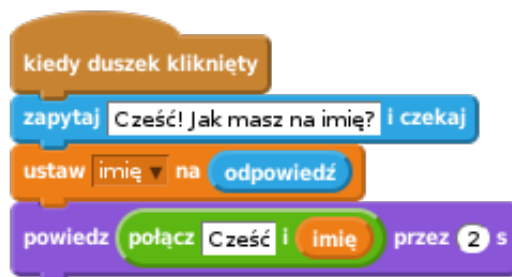 kiedy duszek kliknięty
zapytaj Cześć! Jak masz na imię? i czekaj
ustaw imię na odpowiedź
powiedz połącz Cześć i imię przez 2 s